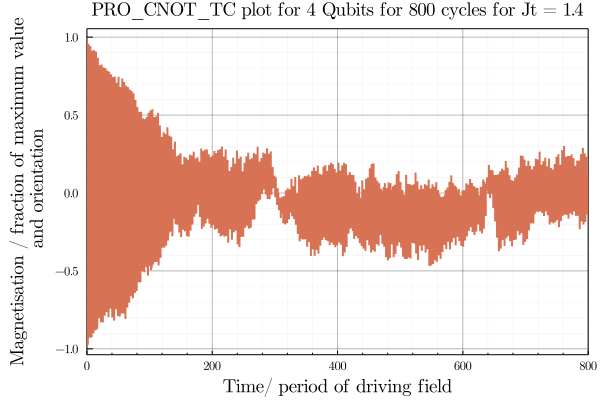 PRO_CNOT_TC plot for 4 Qubits for 800 cycles for Jt = 1.4
Magnetisation / fraction of maximum value
and orientation
1.0
0.5
0.0
−0.5
−1.0
0 200 400 600 800
Time/ period of driving field